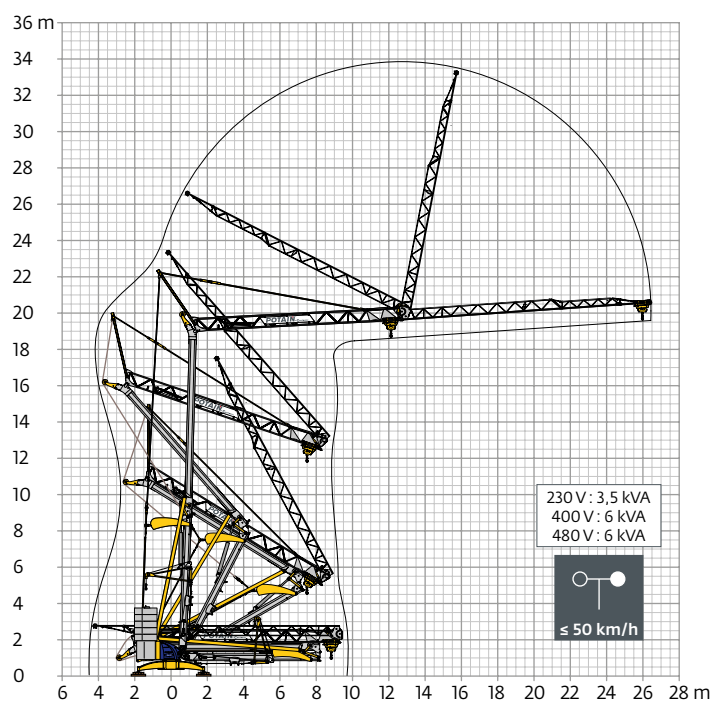 36 m
34
32
30
28
26
24
22
20
18
16
14
12
10
8
6
4
2
0
POTAIN
POTAIN
230 V : 3,5 kVA
400 V : 6 kVA
480 V : 6 kVA
≤ 50 km/h
6 4 2 0 2 4 6 8 10 12 14 16 18 20 22 24 26 28 m